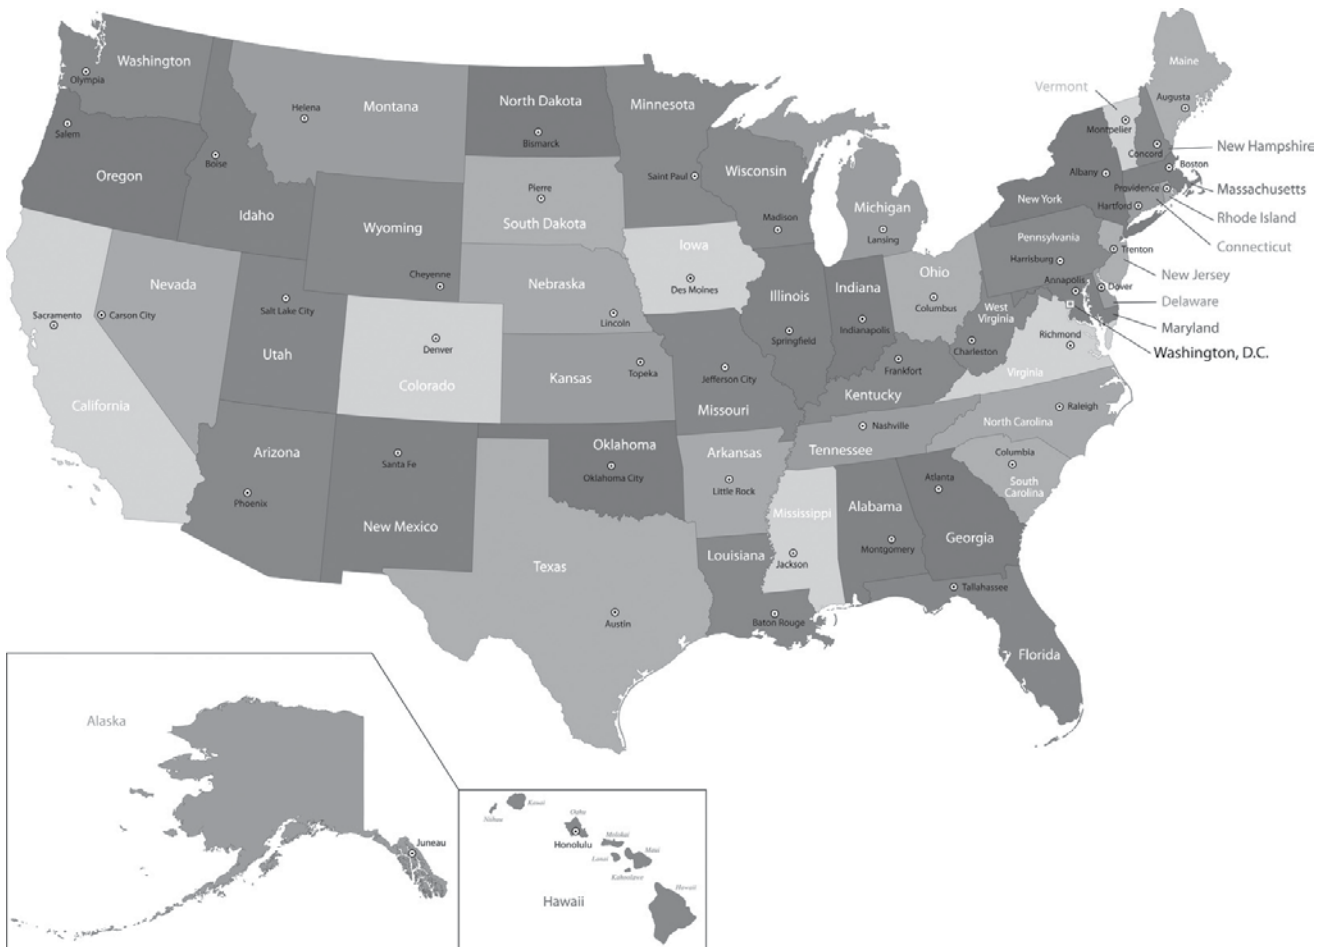 Washington
Olympia
Montana
Helena
North Dakota
Bismarck
Minnesota
Saint Paul
Maine
Augusta
Vermont
Montpelier
Concord
New Hampshire
Salem
Oregon
Boise
Idaho
Wyoming
Cheyenne
Pierre
South Dakota
Wisconsin
Madison
Michigan
Lansing
Albany
New York
Boston
Massachusetts
Providence
Rhode Island
Hartford
Connecticut
Pennsylvania
Harrisburg
Trenton
New Jersey
Annapolis
Dover
Delaware
Maryland
Washington, D.C.
Nevada
Carson City
Sacramento
California
Salt Lake City
Utah
Denver
Colorado
Nebraska
Lincoln
Iowa
Des Moines
Illinois
Springfield
Indiana
Indianapolis
Ohio
Columbus
West
Virginia
Charleston
Richmond
Virginia
Kansas
Topeka
Jefferson City
Missouri
Frankfort
Kentucky
Nashville
Tennessee
Raleigh
North Carolina
Columbia
South
Carolina
Arizona
Phoenix
Santa Fe
New Mexico
Oklahoma
Oklahoma City
Arkansas
Little Rock
Mississippi
Jackson
Alabama
Montgomery
Atlanta
Georgia
Texas
Austin
Louisiana
Baton Rouge
Tallahassee
Florida
Alaska
Juneau
Niihau
Kauai
Oahu
Honolulu
Molokai
Lanai
Maui
Hawaii
Hawaii